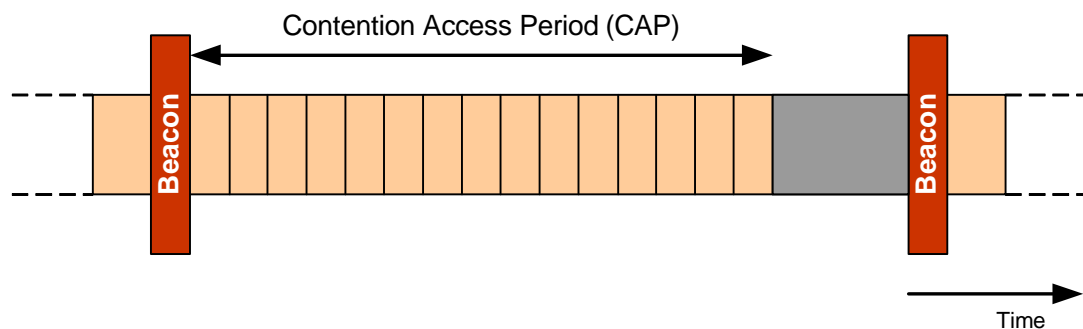 Contention Access Period (CAP)
Beacon
Beacon
Time